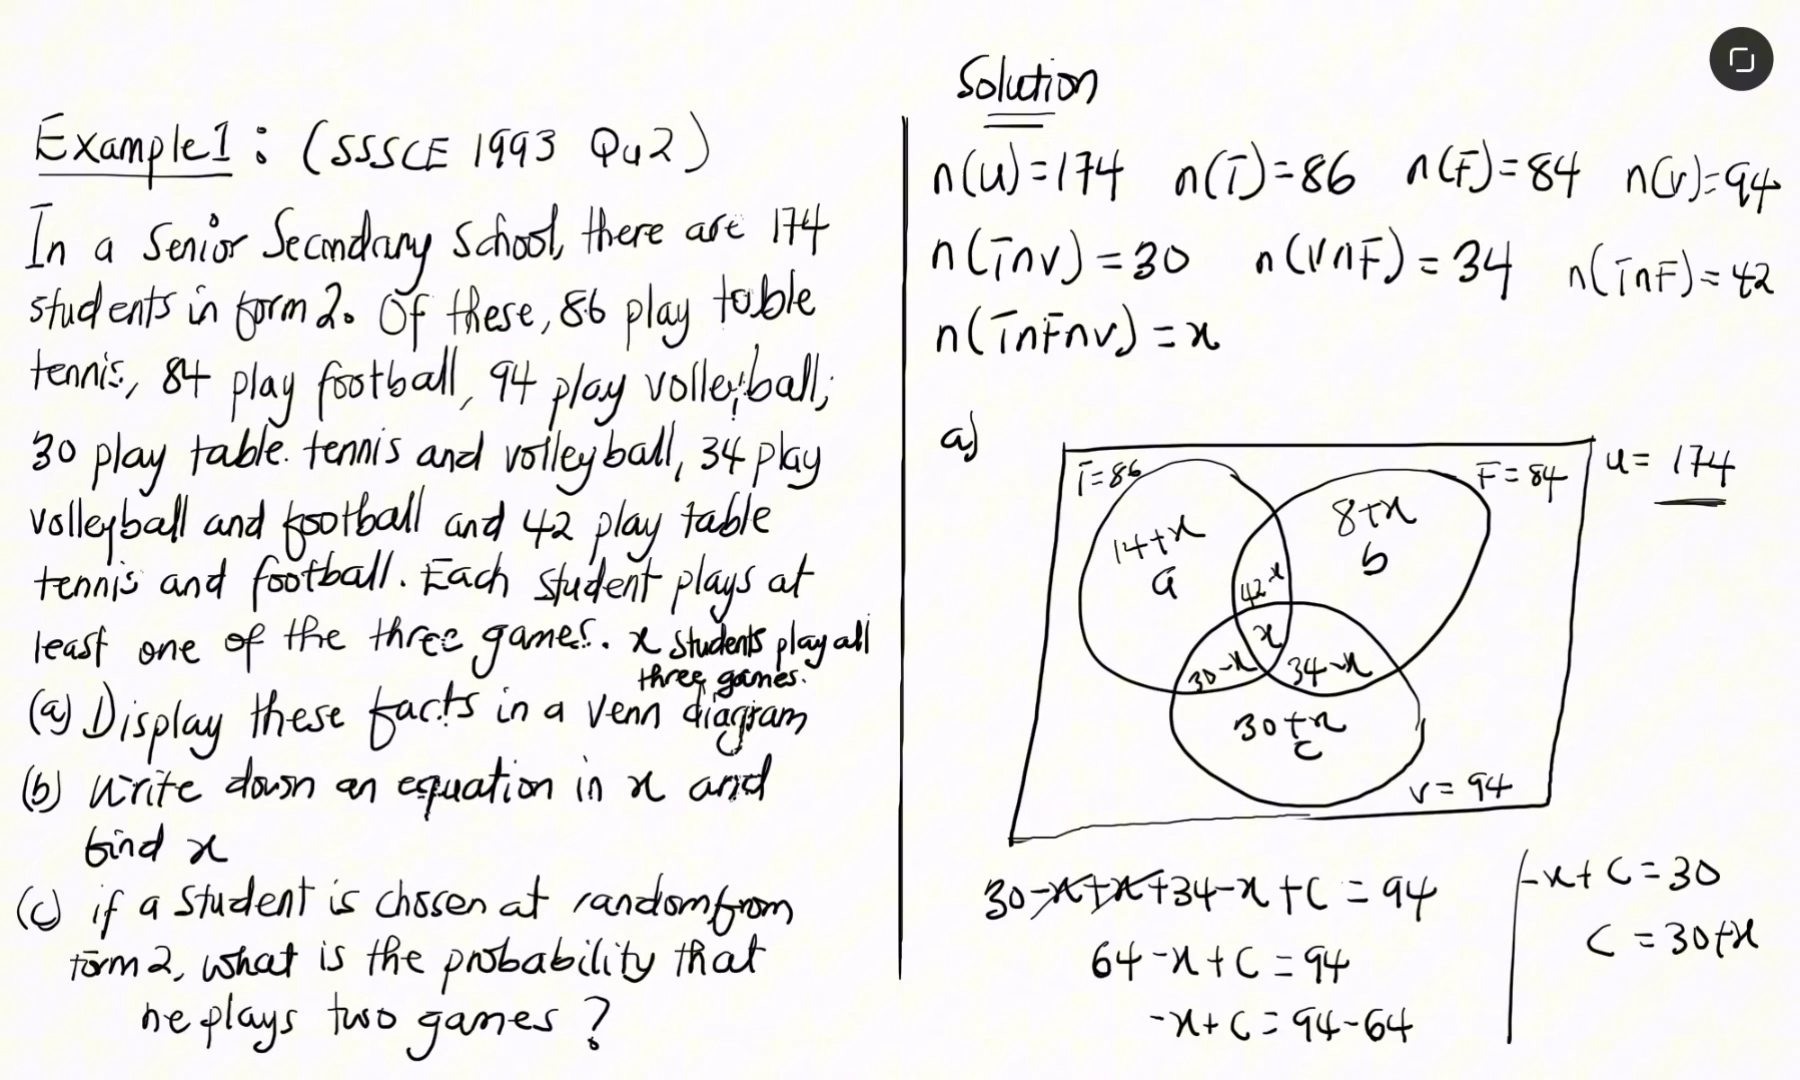 Example1: (SSSCE 1993 Qu2)
In a Senior Secondary school, there are 174
students in form 2. Of these, 86 play table
tennis, 84 play football, 94 play volleyball;
30 play table tennis and volleyball, 34 play
volleyball and football and 42 play table
tennis and football. Each student plays at
least one of the three games. x students play all
three games.
(a) Display these facts in a venn diagram
(b) Write down an equation in x and
find x
(c) if a student is chosen at random from
form 2, what is the probability that
he plays two games?
Solution
n(U)=174 n(T)=86 n(F)=84 n(V)=94
n(T∩V)=30 n(V∩F)=34 n(T∩F)=42
n(T∩F∩V)=x
a)
T=86 F=84 U=174
14+x 8+x
a b
42-x
x
30-x 34-x
30+x
c
V=94
30-x+x+34-x+C=94
64-x+C=94
-x+C=94-64
-x+C=30
C=30+x